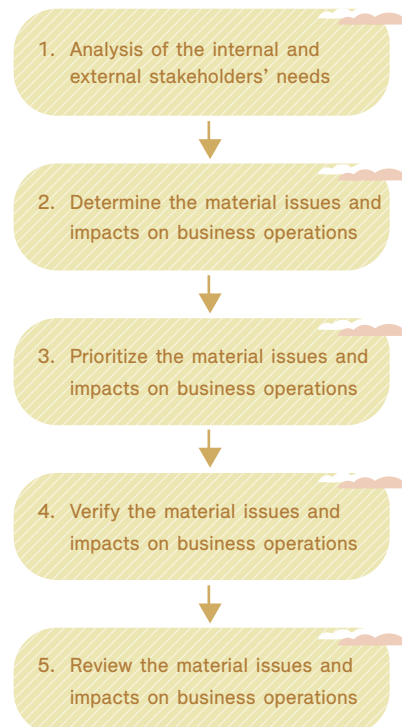 1. Analysis of the internal and
external stakeholders’ needs
2. Determine the material issues and
impacts on business operations
3. Prioritize the material issues and
impacts on business operations
4. Verify the material issues and
impacts on business operations
5. Review the material issues and
impacts on business operations